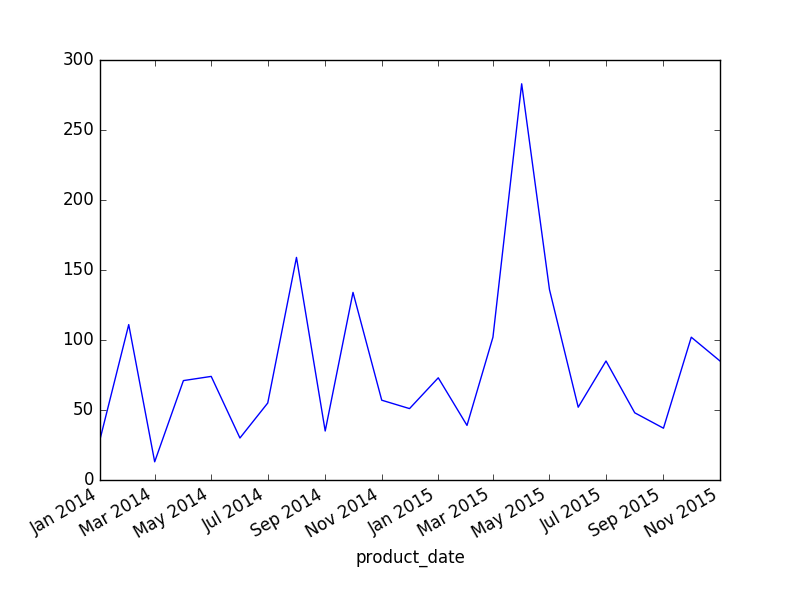 300
250
200
150
100
50
0
Jan 2014
Mar 2014
May 2014
Jul 2014
Sep 2014
Nov 2014
Jan 2015
Mar 2015
May 2015
Jul 2015
Sep 2015
Nov 2015
product_date